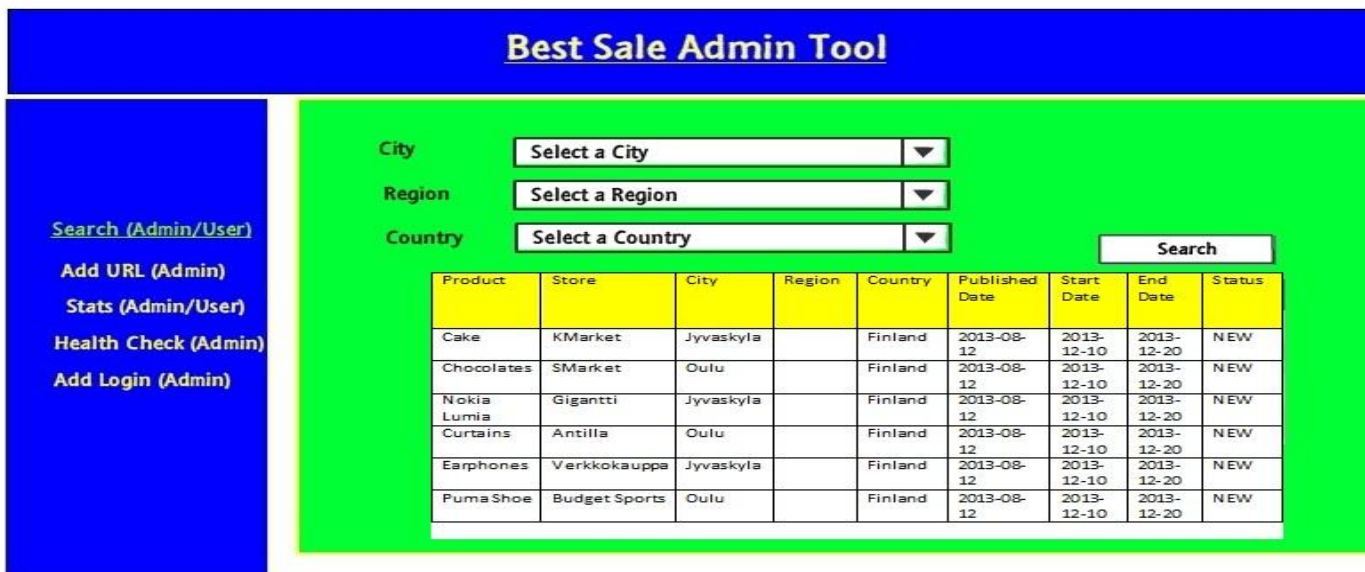 Best Sale Admin Tool
Search (Admin/User)
Add URL (Admin)
Stats (Admin/User)
Health Check (Admin)
Add Login (Admin)
City Select a City
Region Select a Region
Country Select a Country
Search
Product Store City Region Country Published Date Start Date End Date Status
Cake KMarket Jyvaskyla Finland 2013-08-12 2013-12-10 2013-12-20 NEW
Chocolates SMarket Oulu Finland 2013-08-12 2013-12-10 2013-12-20 NEW
Nokia Lumia Gigantti Jyvaskyla Finland 2013-08-12 2013-12-10 2013-12-20 NEW
Curtains Antilla Oulu Finland 2013-08-12 2013-12-10 2013-12-20 NEW
Earphones Verkkokauppa Jyvaskyla Finland 2013-08-12 2013-12-10 2013-12-20 NEW
Puma Shoe Budget Sports Oulu Finland 2013-08-12 2013-12-10 2013-12-20 NEW